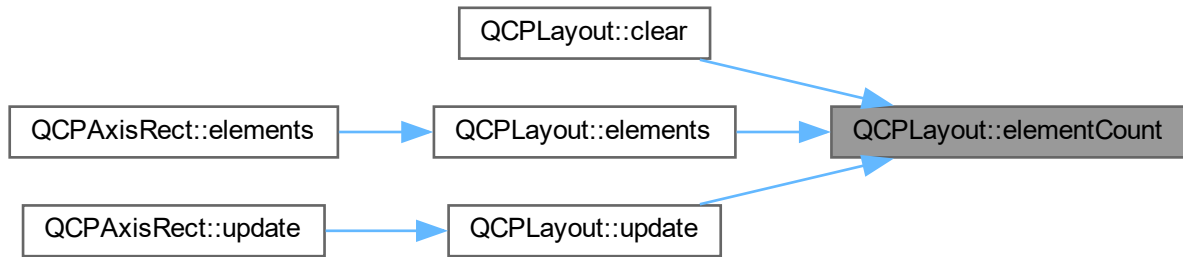 QCPLayout::clear
QCPAxisRect::elements
QCPLayout::elements
QCPLayout::elementCount
QCPAxisRect::update
QCPLayout::update